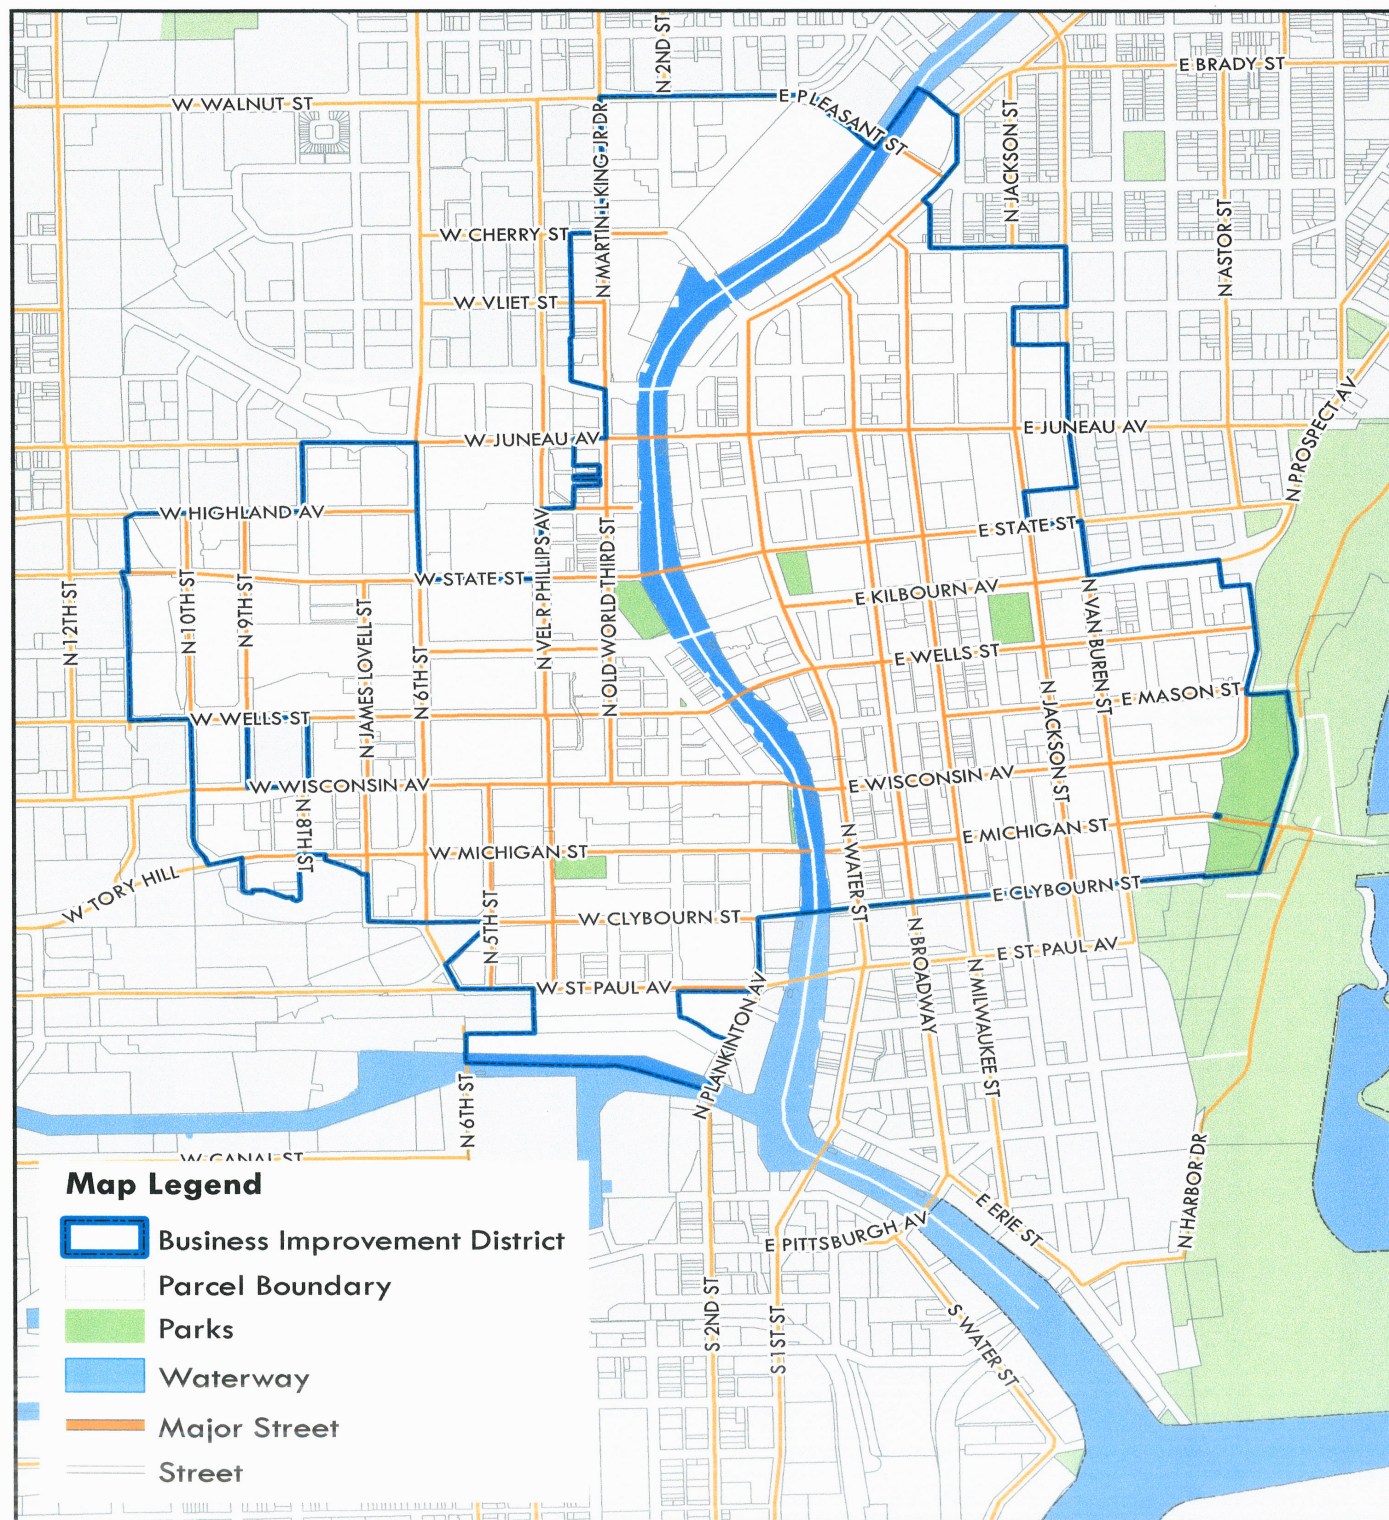 N 2ND ST
E BRADY ST
W WALNUT ST
E PLEASANT ST
N MARTIN L KING JR DR
N JACKSON ST
N ASTOR ST
W CHERRY ST
W VLIET ST
N PROSPECT AV
W JUNEAU AV
E JUNEAU AV
W HIGHLAND AV
E STATE ST
W STATE ST
N VEL R PHILLIPS AV
N OLD WORLD THIRD ST
E KILBOURN AV
N 12TH ST
N 10TH ST
N 9TH ST
N JAMES LOVELL ST
N 6TH ST
N VAN BUREN ST
E WELLS ST
E MASON ST
W WELLS ST
N JACKSON ST
W WISCONSIN AV
E WISCONSIN AV
N 8TH ST
W MICHIGAN ST
E MICHIGAN ST
N WATER ST
W TORY HILL
E CLYBOURN ST
W CLYBOURN ST
N 5TH ST
N BROADWAY
E ST PAUL AV
W ST PAUL AV
N PLANKINTON AV
N MILWAUKEE ST
N 6TH ST
W CANAL ST
N HARBOR DR
E ERIE ST
E PITTSBURGH AV
S 2ND ST
S 1ST ST
S WATER ST
Map Legend
Business Improvement District
Parcel Boundary
Parks
Waterway
Major Street
Street